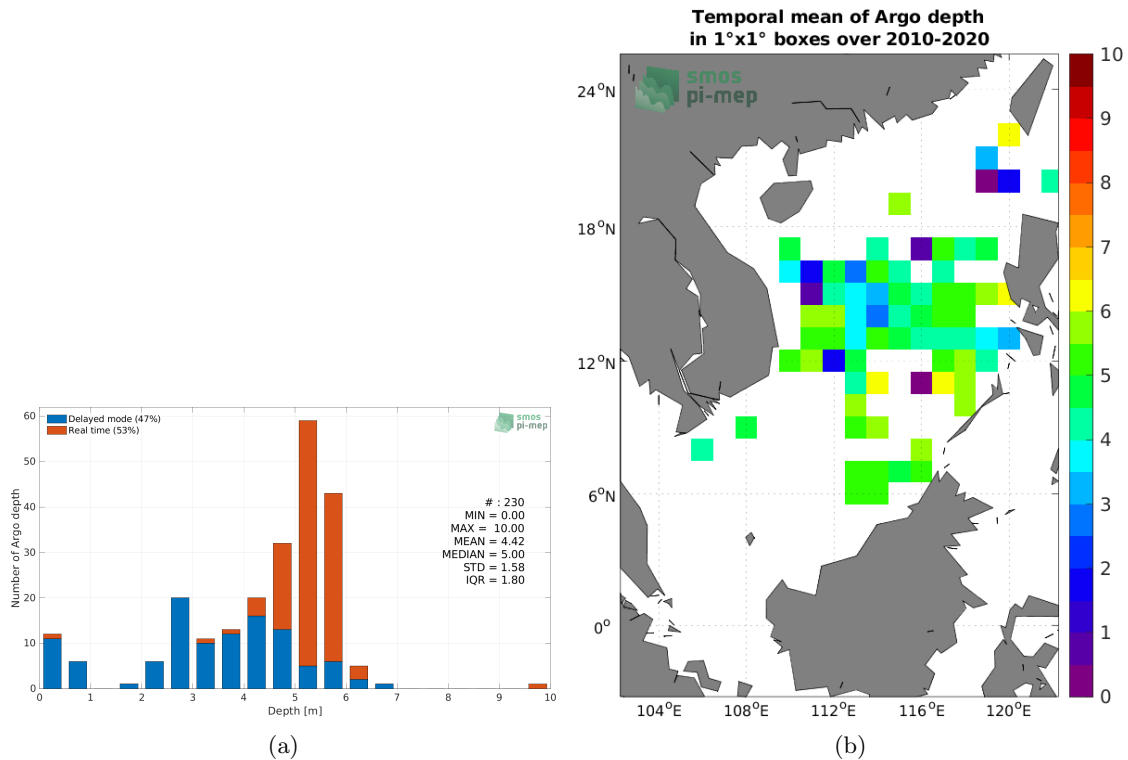 Temporal mean of Argo depth
in 1°x1° boxes over 2010-2020
smos
pi-mep
24°N
18°N
12°N
6°N
0°
104°E
108°E
112°E
116°E
120°E
10
9
8
7
6
5
4
3
2
1
0
Delayed mode (47%)
Real time (53%)
smos
pi-mep
# : 230
MIN = 0.00
MAX = 10.00
MEAN = 4.42
MEDIAN = 5.00
STD = 1.58
IQR = 1.80
Number of Argo depth
60
50
40
30
20
10
0
0 1 2 3 4 5 6 7 8 9 10
Depth [m]
(a)
(b)